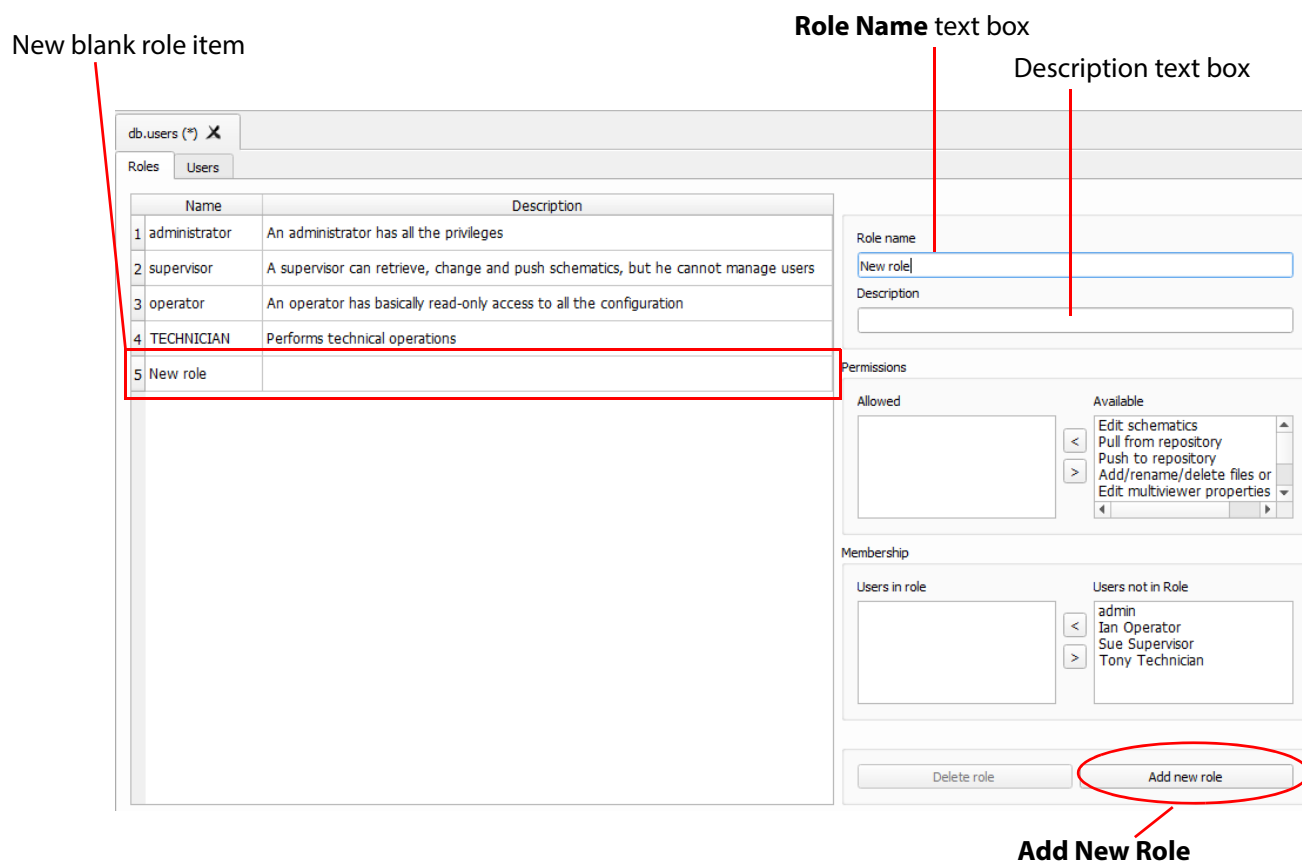 Role Name text box
New blank role item
Description text box
db.users (*)
Roles Users
Name Description
1 administrator An administrator has all the privileges
2 supervisor A supervisor can retrieve, change and push schematics, but he cannot manage users
3 operator An operator has basically read-only access to all the configuration
4 TECHNICIAN Performs technical operations
5 New role
Role name
New role
Description
Permissions
Allowed Available
Edit schematics
< Pull from repository
Push to repository
> Add/rename/delete files or
Edit multiviewer properties
Membership
Users in role Users not in Role
admin
< Ian Operator
Sue Supervisor
> Tony Technician
Delete role Add new role
Add New Role